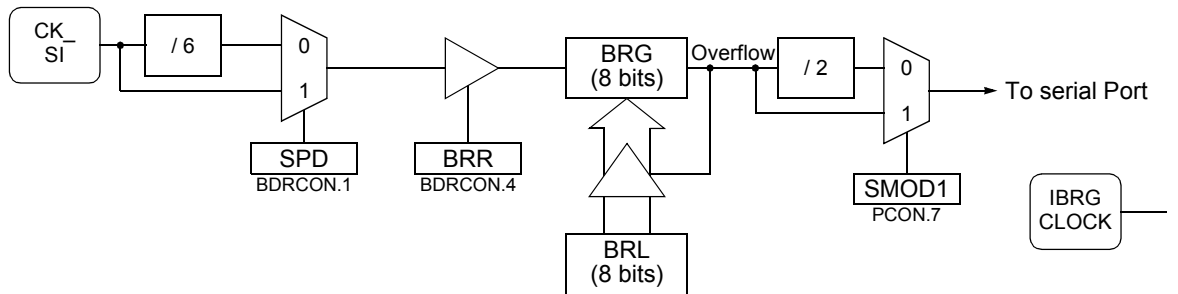 CK_
SI
/ 6
0
1
SPD
BDRCON.1
BRR
BDRCON.4
BRG
(8 bits)
Overflow
/ 2
0
1
To serial Port
SMOD1
PCON.7
BRL
(8 bits)
IBRG
CLOCK